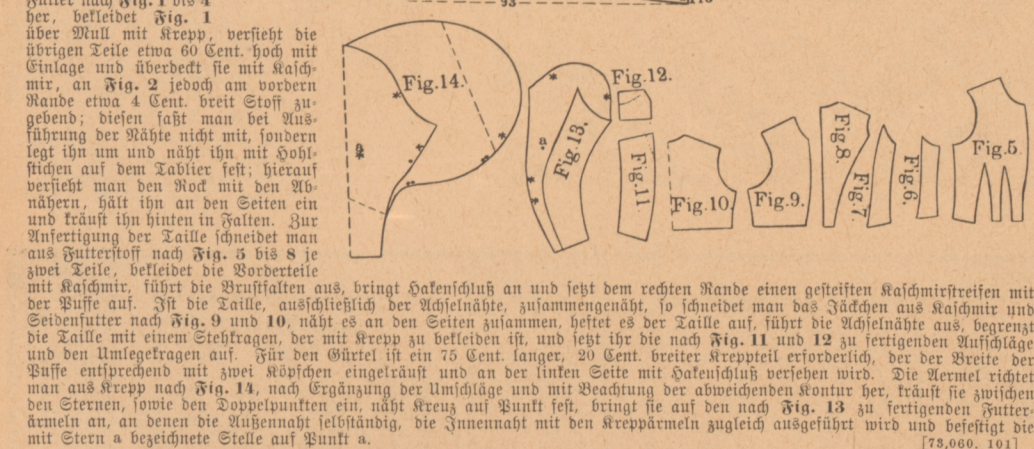 Futter nach Fig. 1 bis 4
her, bekleidet Fig. 1
über Mull mit Krepp, versieht die
übrigen Teile etwa 60 Cent. hoch mit
Einlage und überdeckt sie mit Kasch-
mir, an Fig. 2 jedoch am vordern
Rande etwa 4 Cent. breit Stoff zu-
gebend; diesen faßt man bei Aus-
führung der Nähte nicht mit, sondern
legt ihn um und näht ihn mit Hohl-
stichen auf dem Tablier fest; hierauf
versieht man den Rock mit den Ab-
nähern, hält ihn an den Seiten ein
und kräust ihn hinten in Falten. Zur
Anfertigung der Taille schneidet man
aus Futterstoff nach Fig. 5 bis 8 je
zwei Teile, bekleidet die Vorderteile
mit Kaschmir, führt die Brustfalten aus, bringt Hakenschluß an und setzt dem rechten Rande einen gesteiften Kaschmirstreifen mit
der Puffe auf. Ist die Taille, ausschließlich der Achselnähte, zusammengenäht, so schneidet man das Jäckchen aus Kaschmir und
Seidenfutter nach Fig. 9 und 10, näht es an den Seiten zusammen, heftet es der Taille auf, führt die Achselnähte aus, begrenzt
die Taille mit einem Stehkragen, der mit Krepp zu bekleiden ist, und setzt ihr die nach Fig. 11 und 12 zu fertigenden Aufschläge
und den Umlegekragen auf. Für den Gürtel ist ein 75 Cent. langer, 20 Cent. breiter Kreppteil erforderlich, der der Breite der
Puffe entsprechend mit zwei Köpfchen eingekräust und an der linken Seite mit Hakenschluß versehen wird. Die Aermel richtet
man aus Krepp nach Fig. 14, nach Ergänzung der Umschläge und mit Beachtung der abweichenden Kontur her, kräust sie zwischen
den Sternen, sowie den Doppelpunkten ein, näht Kreuz auf Punkt fest, bringt sie auf den nach Fig. 13 zu fertigenden Futter-
ärmeln an, an denen die Außennaht selbständig, die Innennaht mit den Kreppärmeln zugleich ausgeführt wird und befestigt die
mit Stern a bezeichnete Stelle auf Punkt a.
[73,060. 101]
93
Fig.14.
Fig.12.
Fig.13.
Fig.11
Fig.10.
Fig.9.
Fig.8.
Fig.7
Fig.6.
Fig.5